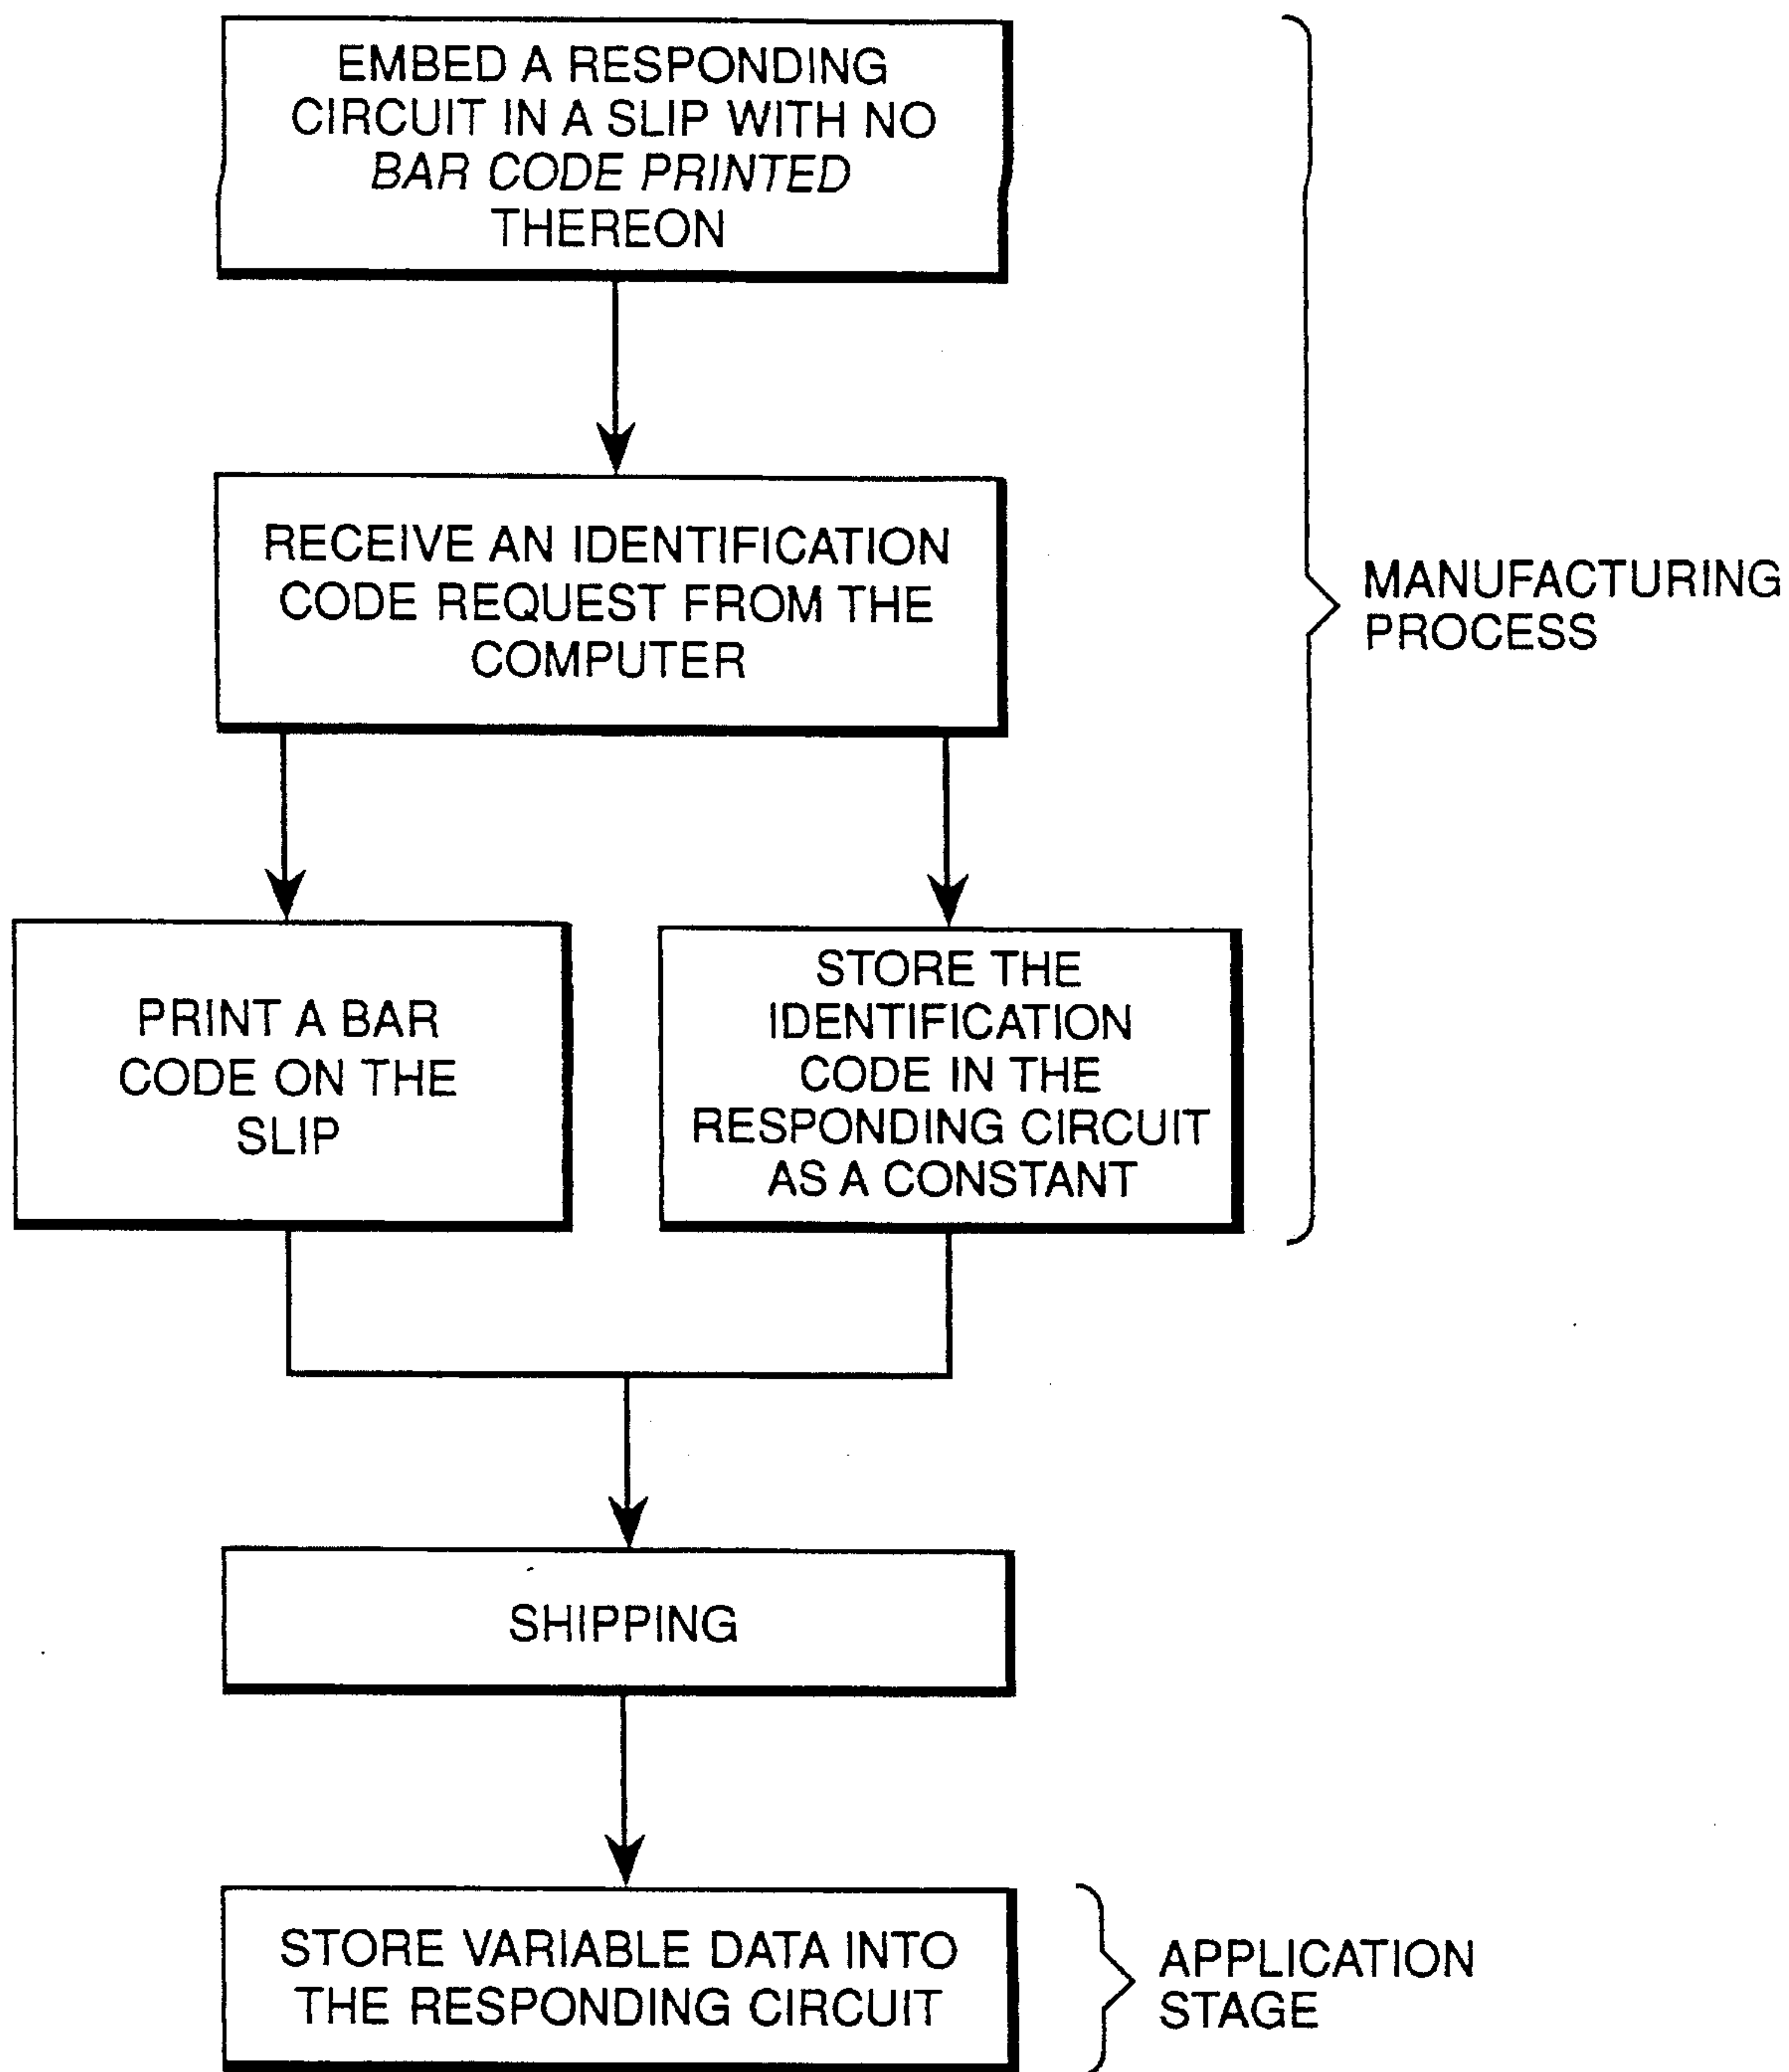 EMBED A RESPONDING
CIRCUIT IN A SLIP WITH NO
BAR CODE PRINTED
THEREON
RECEIVE AN IDENTIFICATION
CODE REQUEST FROM THE
COMPUTER
MANUFACTURING
PROCESS
PRINT A BAR
CODE ON THE
SLIP
STORE THE
IDENTIFICATION
CODE IN THE
RESPONDING CIRCUIT
AS A CONSTANT
SHIPPING
STORE VARIABLE DATA INTO
THE RESPONDING CIRCUIT
APPLICATION
STAGE